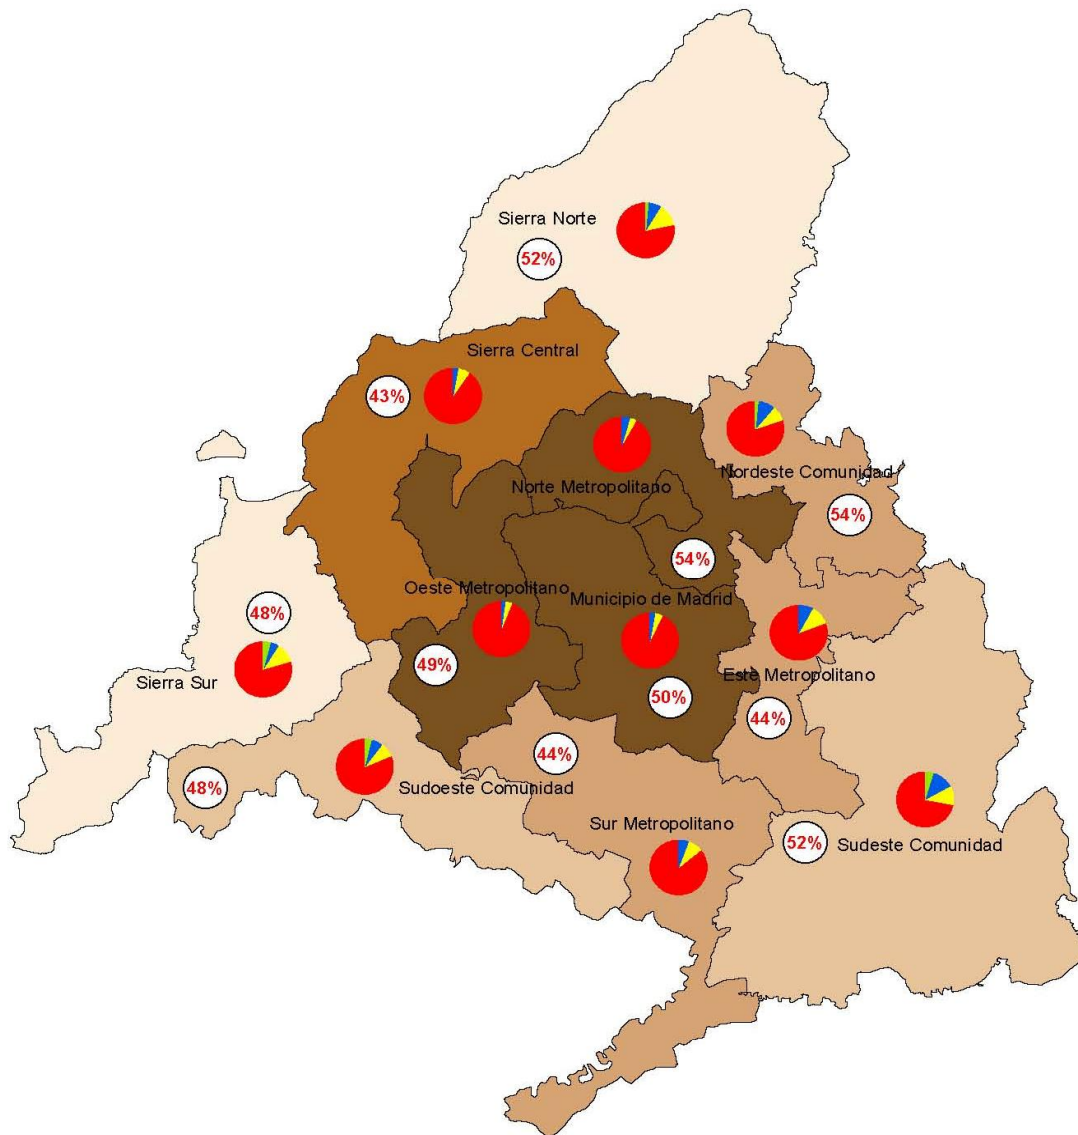 Sierra Norte
52%
Sierra Central
43%
Nordeste Comunidad
Norte Metropolitano
54%
54%
Oeste Metropolitano
Municipio de Madrid
48%
49%
Este Metropolitano
Sierra Sur
50%
44%
44%
48%
Sudoeste Comunidad
Sur Metropolitano
52%
Sudeste Comunidad